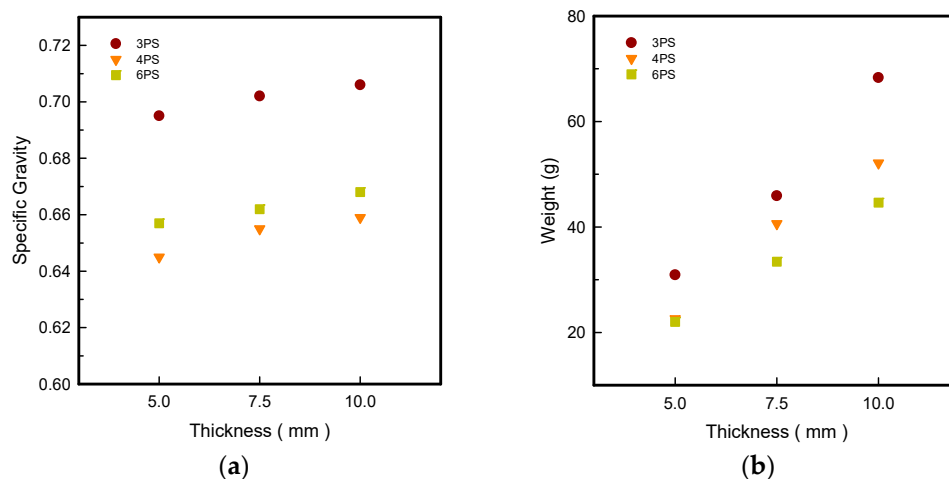 3PS
4PS
6PS
0.72
0.70
0.68
0.66
0.64
0.62
0.60
Specific Gravity
5.0 7.5 10.0
Thickness ( mm )
(a)
3PS
4PS
6PS
80
60
40
20
Weight (g)
5.0 7.5 10.0
Thickness ( mm )
(b)